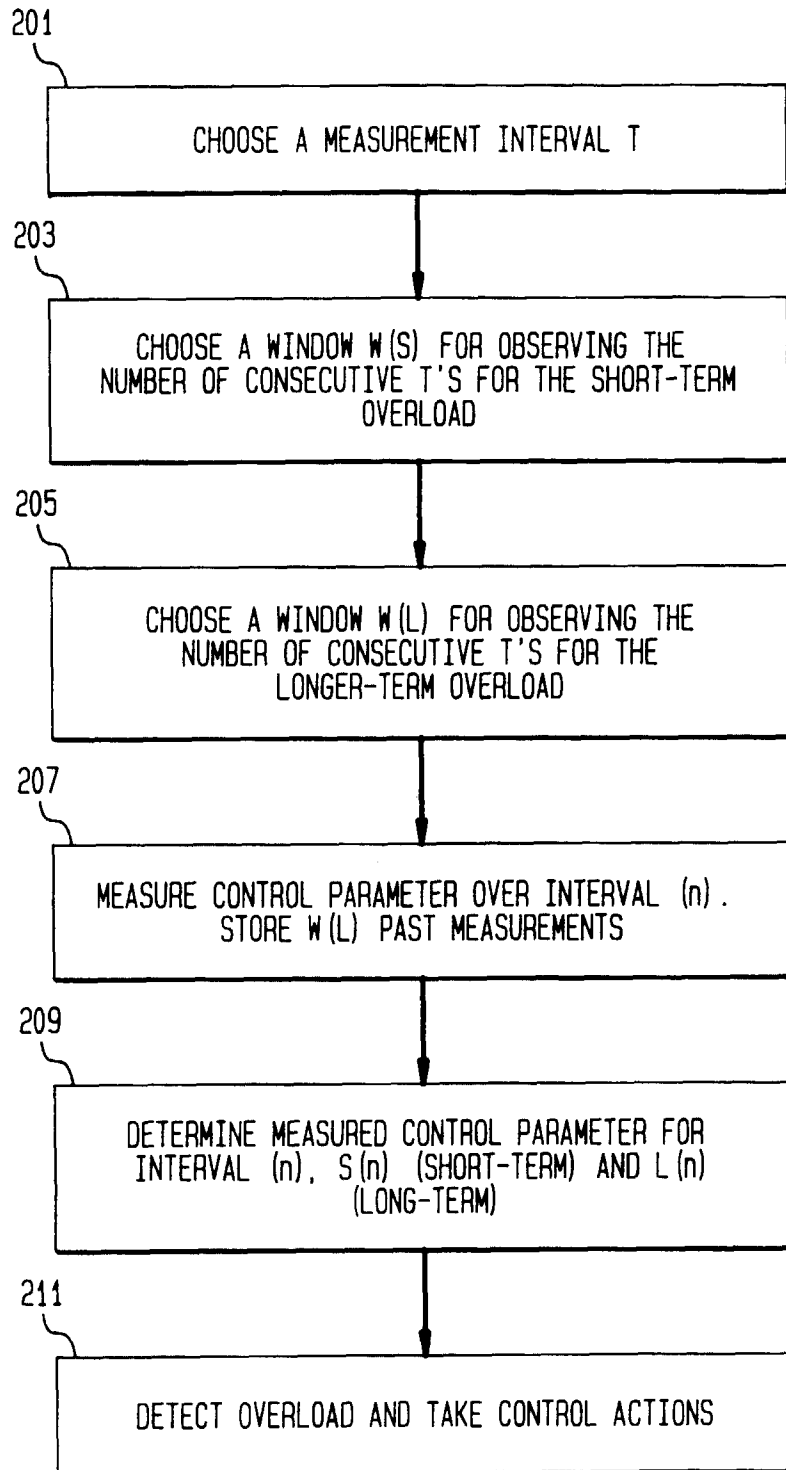 201
CHOOSE A MEASUREMENT INTERVAL T
203
CHOOSE A WINDOW W(S) FOR OBSERVING THE
NUMBER OF CONSECUTIVE T'S FOR THE SHORT-TERM
OVERLOAD
205
CHOOSE A WINDOW W(L) FOR OBSERVING THE
NUMBER OF CONSECUTIVE T'S FOR THE
LONGER-TERM OVERLOAD
207
MEASURE CONTROL PARAMETER OVER INTERVAL (n).
STORE W(L) PAST MEASUREMENTS
209
DETERMINE MEASURED CONTROL PARAMETER FOR
INTERVAL (n), S(n) (SHORT-TERM) AND L(n)
(LONG-TERM)
211
DETECT OVERLOAD AND TAKE CONTROL ACTIONS